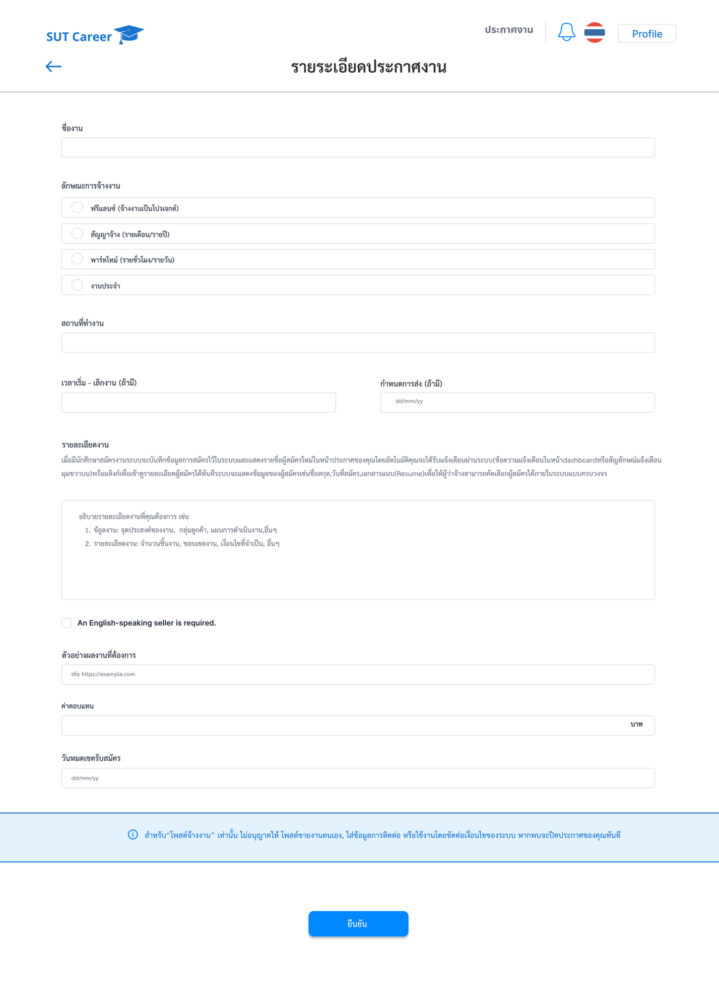 SUT Career
ประกาศงาน
Profile
รายระเอียดประกาศงาน
ชื่องาน
ลักษณะการจ้างงาน
ฟรีแลนซ์ (จ้างงานเป็นโปรเจกต์)
สัญญาจ้าง (รายเดือน/รายปี)
พาร์ทไทม์ (รายชั่วโมง/รายวัน)
งานประจำ
สถานที่ทำงาน
เวลาเริ่ม - เลิกงาน (ถ้ามี)
กำหนดการส่ง (ถ้ามี)
dd/mm/yy
รายละเอียดงาน
เมื่อมีนักศึกษาสมัครงานระบบจะบันทึกข้อมูลการสมัครไว้ในระบบและแสดงรายชื่อผู้สมัครใหม่ในหน้าประกาศของคุณโดยอัตโนมัติคุณจะได้รับแจ้งเตือนผ่านระบบ(ข้อความแจ้งเตือนในหน้าdashboardหรือสัญลักษณ์แจ้งเตือน
มุมขวาบน)พร้อมลิงก์เพื่อเข้าดูรายละเอียดผู้สมัครได้ทันทีระบบจะแสดงข้อมูลของผู้สมัครเช่นชื่อสกุล,วันที่สมัคร,เอกสารแนบ(Resume)เพื่อให้ผู้ว่าจ้างสามารถคัดเลือกผู้สมัครได้ภายในระบบแบบครบวงจร
อธิบายรายละเอียดงานที่คุณต้องการ เช่น
1. ข้อูลงาน: จุดประสงค์ของงาน, กลุ่มลูกค้า, แผนการดำเนินงาน,อื่นๆ
2. รายละเอียดงาน: จำนวนชิ้นงาน, ขอบเขตงาน, เงื่อนไขที่จำเป็น, อื่นๆ
An English-speaking seller is required.
ตัวอย่างผลงานที่ต้องการ
เช่น https://example.com
ค่าตอบแทน
บาท
วันหมดเขตรับสมัคร
dd/mm/yy
สำหรับ“โพสต์จ้างงาน” เท่านั้น ไม่อนุญาตให้ โพสต์ขายงานตนเอง, ใส่ข้อมูลการติดต่อ หรือใช้งานโดยขัดต่อเงื่อนไขของระบบ หากพบจะปิดประกาศของคุณทันที
ยืนยัน